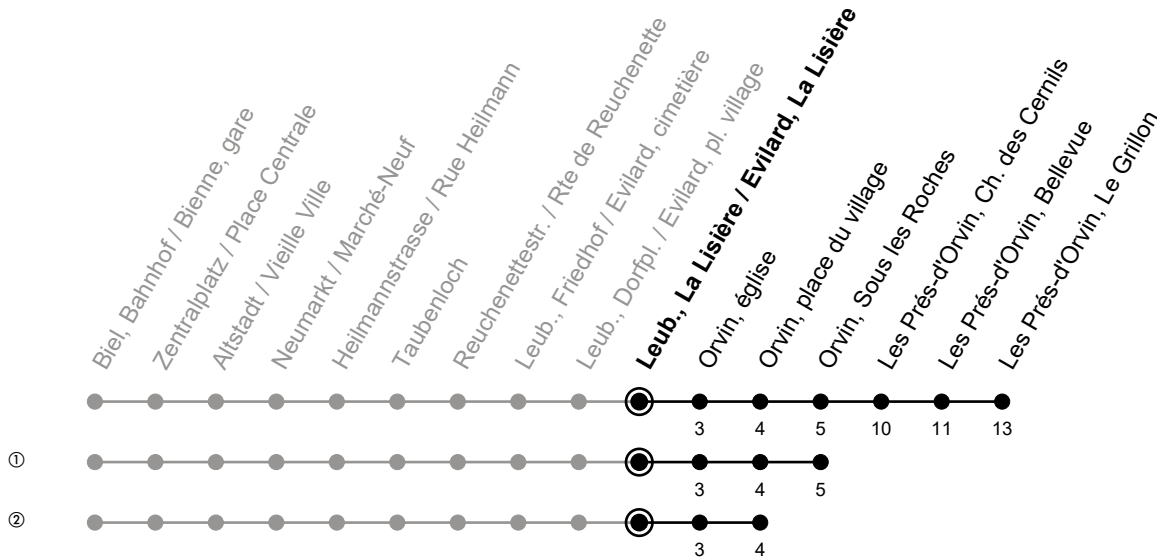 Biel, Bahnhof / Bienne, gare
Zentralplatz / Place Centrale
Altstadt / Vieille Ville
Neumarkt / Marché-Neuf
Heilmannstrasse / Rue Heilmann
Taubenloch
Reuchenettestr. / Rte de Reuchenette
Leub., Friedhof / Evilard, cimetière
Leub., Dorfpl. / Evilard, pl. village
Leub., La Lisière / Evilard, La Lisière
Orvin, église
Orvin, place du village
Orvin, Sous les Roches
Les Prés-d'Orvin, Ch. des Cernils
Les Prés-d'Orvin, Bellevue
Les Prés-d'Orvin, Le Grillon
3 4 5 10 11 13
①
3 4 5
②
3 4